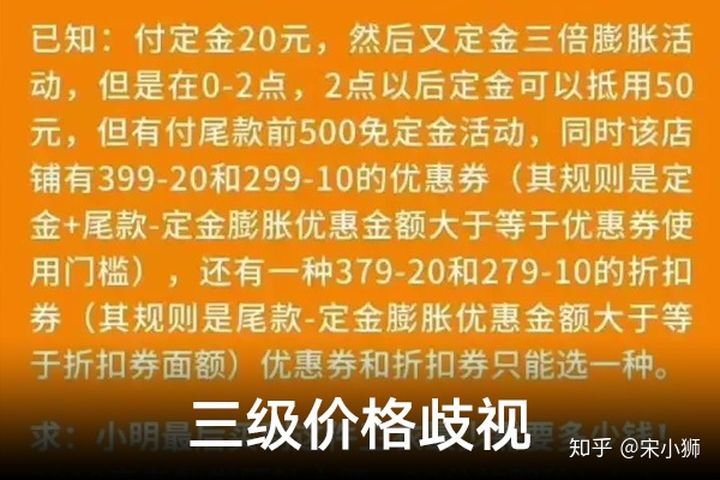 已知：付定金20元，然后又定金三倍膨胀活
动，但是在0-2点，2点以后定金可以抵用50
元，但有付尾款前500免定金活动，同时该店
铺有399-20和299-10的优惠券（其规则是定
金+尾款-定金膨胀优惠金额大于等于优惠券使
用门槛），还有一种379-20和279-10的折扣
券（其规则是尾款-定金膨胀优惠金额大于等
于折扣券面额）优惠券和折扣券只能选一种。
求：小明最
三级价格歧视
知乎 @宋小狮